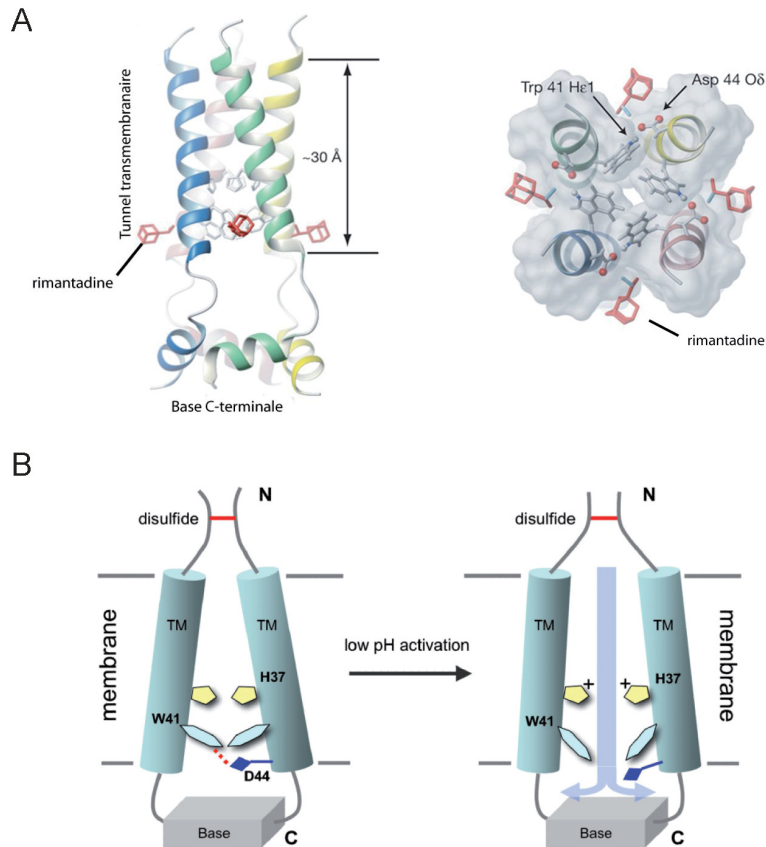 A
Tunnel transmembranaire
~30 Å
rimantadine
Base C-terminale
Trp 41 Hε1
Asp 44 Oδ
rimantadine
B
N
disulfide
TM
TM
membrane
H37
W41
D44
Base
C
low pH activation
N
disulfide
TM
TM
membrane
H37
W41
+
+
Base
C